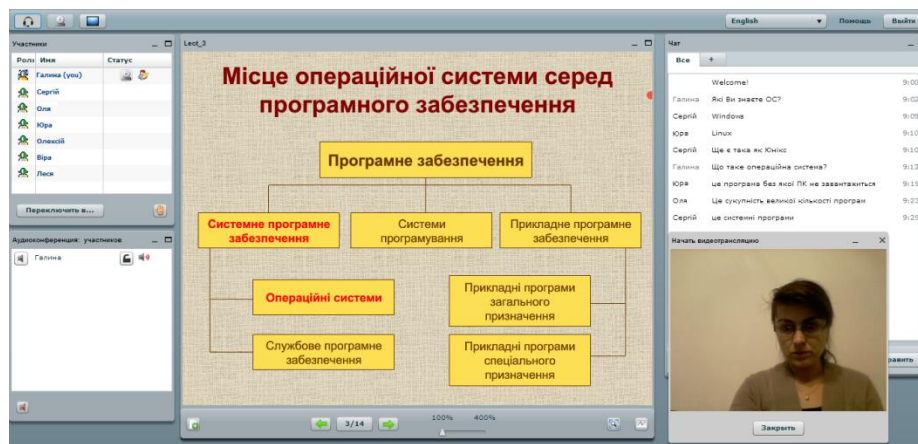 English
Помощь
Выйти
Участники
Роль Имя Статус
Галина (you)
Сергій
Оля
Юра
Олексій
Віра
Леся
Переключить в...
Аудиоконференция: участников
Галина
Lect_3
Місце операційної системи серед
програмного забезпечення
Програмне забезпечення
Системне програмне
забезпечення
Системи
програмування
Прикладне програмне
забезпечення
Операційні системи
Службове програмне
забезпечення
Прикладні програми
загального
призначення
Прикладні програми
спеціального
призначення
3/14
100% 400%
Чат
Все +
Welcome! 9:00
Галина Які Ви знаєте ОС? 9:02
Сергій Windows 9:09
Юра Linux 9:10
Сергій Ще є така як Юнікс 9:10
Галина Що таке операційна система? 9:13
Юра це програма без якої ПК не завантажиться 9:19
Оля Це сукупність великої кількості програм 9:23
Сергій це системні програми 9:25
Начать видеотрансляцию
Закрыть